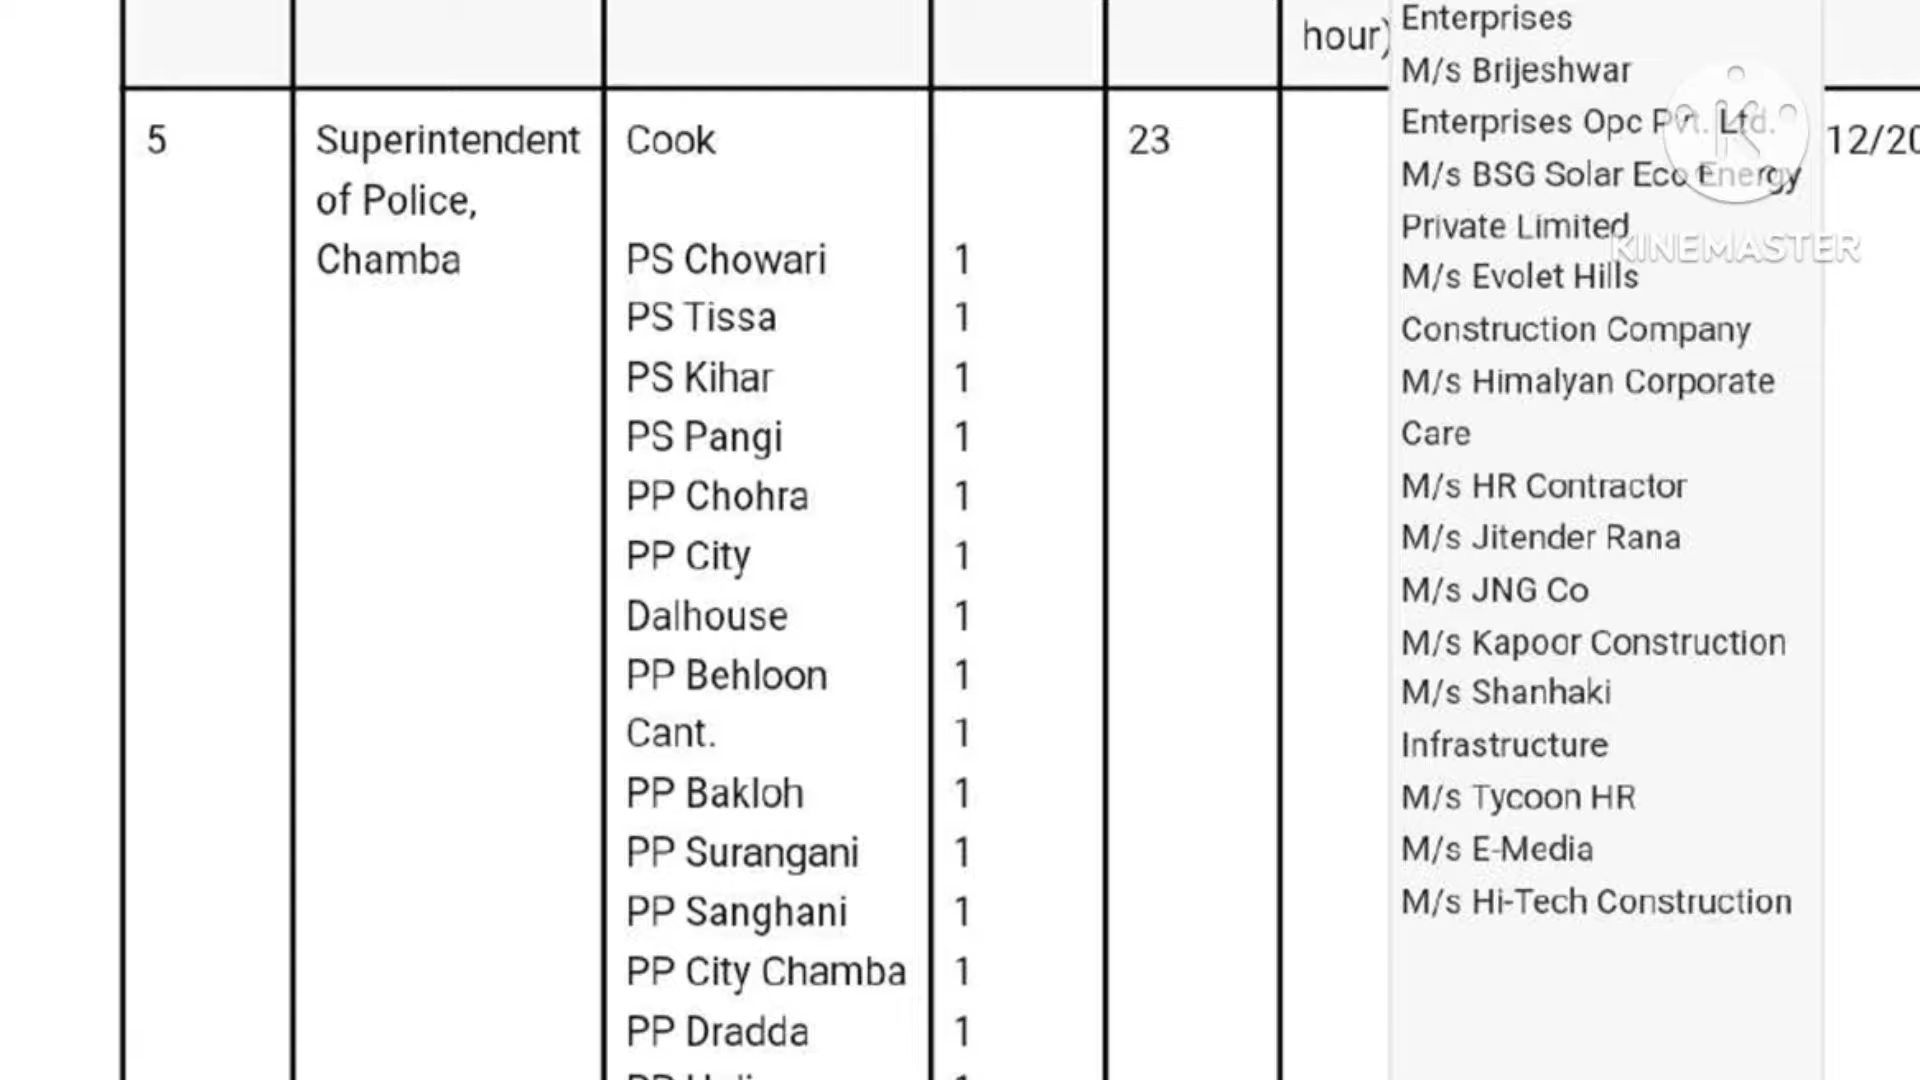 hour)
5
Superintendent
of Police,
Chamba
Cook
PS Chowari 1
PS Tissa 1
PS Kihar 1
PS Pangi 1
PP Chohra 1
PP City 1
Dalhouse 1
PP Behloon 1
Cant. 1
PP Bakloh 1
PP Surangani 1
PP Sanghani 1
PP City Chamba 1
PP Dradda 1
23
Enterprises
M/s Brijeshwar
Enterprises Opc Pvt. Ltd.
M/s BSG Solar Eco Energy
Private Limited
M/s Evolet Hills
Construction Company
M/s Himalyan Corporate
Care
M/s HR Contractor
M/s Jitender Rana
M/s JNG Co
M/s Kapoor Construction
M/s Shanhaki
Infrastructure
M/s Tycoon HR
M/s E-Media
M/s Hi-Tech Construction
12/20
K
KINEMASTER